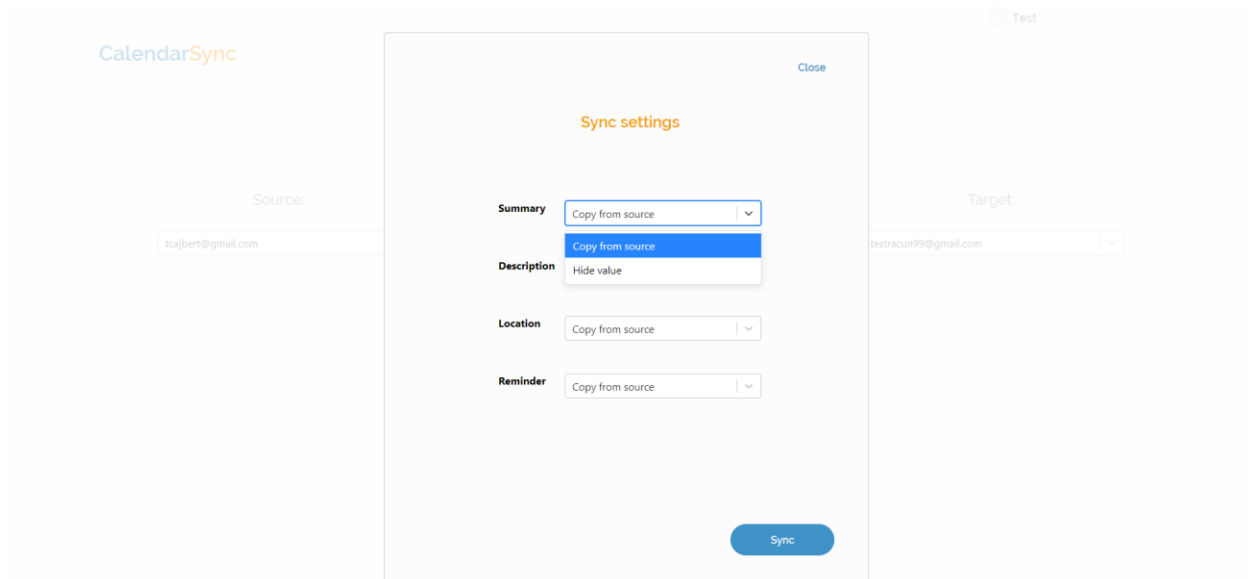 Test
CalendarSync
Close
Sync settings
Source:
Target:
Summary
Copy from source
tcajbert@gmail.com
testracun99@gmail.com
Copy from source
Description
Hide value
Location
Copy from source
Reminder
Copy from source
Sync